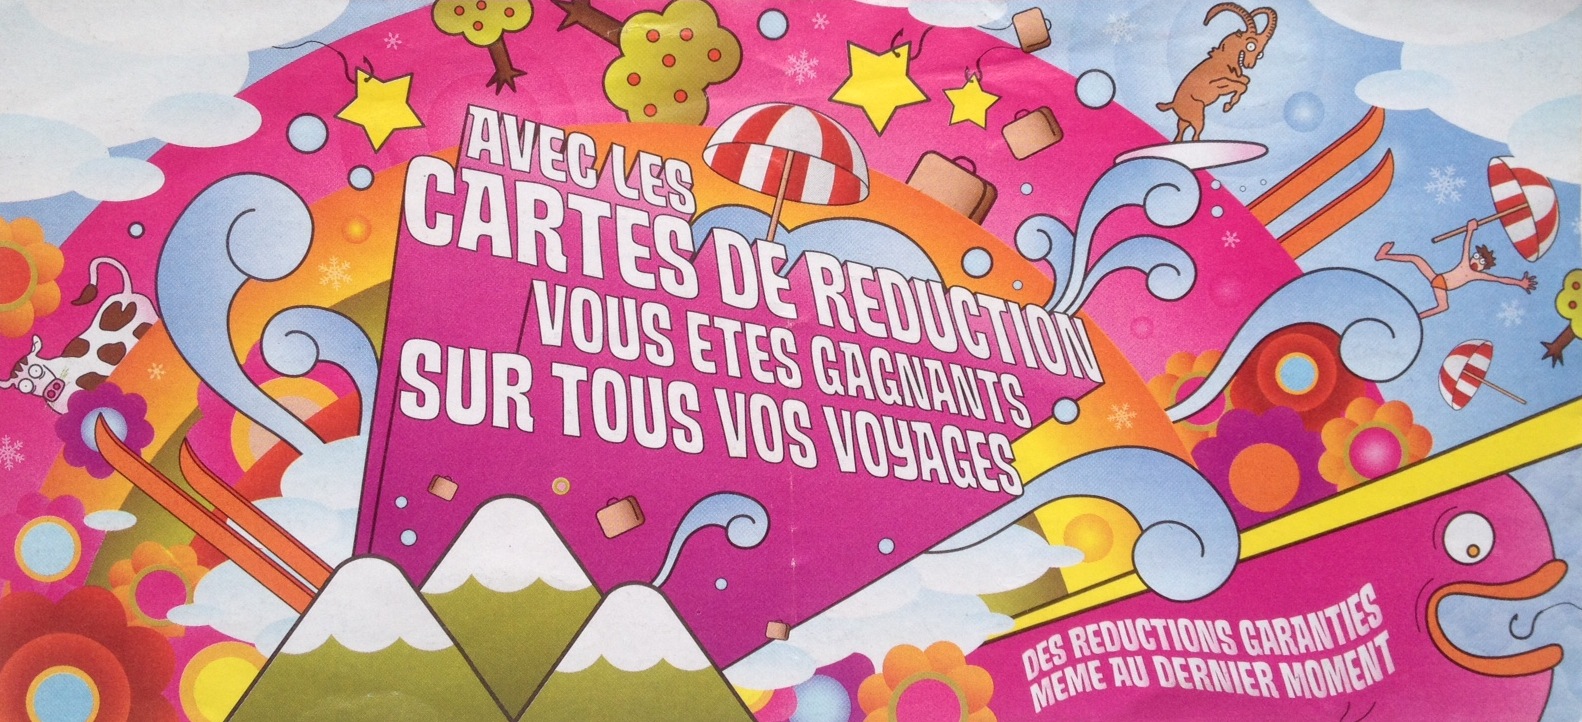 AVEC LES
CARTES DE REDUCTION
VOUS ETES GAGNANTS
SUR TOUS VOS VOYAGES
DES REDUCTIONS GARANTIES
MEME AU DERNIER MOMENT